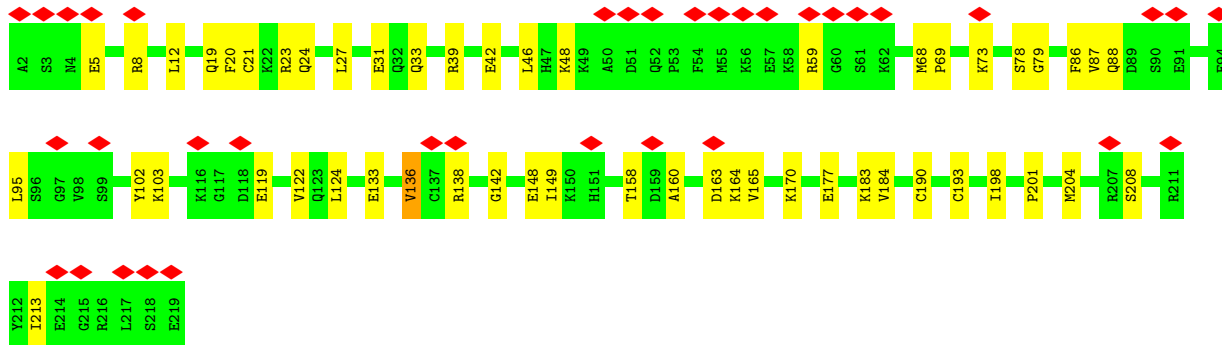 A2 S3 N4 E5 R8 L12 Q19 F20 C21 K22 R23 Q24 L27 E31 Q32 Q33 R39 E42 L46 H47 K48 K49 A50 D51 Q52 P53 F54 M55 K56 E57 K58 R59 G60 S61 K62 M68 P69 K73 S78 G79 F86 V87 Q88 D89 S90 E91
L95 S96 G97 V98 S99 Y102 K103 K116 G117 D118 E119 V122 Q123 L124 E133 V136 C137 R138 G142 E148 I149 K150 H151 T158 D159 A160 D163 K164 V165 K170 E177 K183 V184 C190 C193 I198 P201 M204 R207 S208 R211
Y212 I213 E214 G215 R216 L217 S218 E219